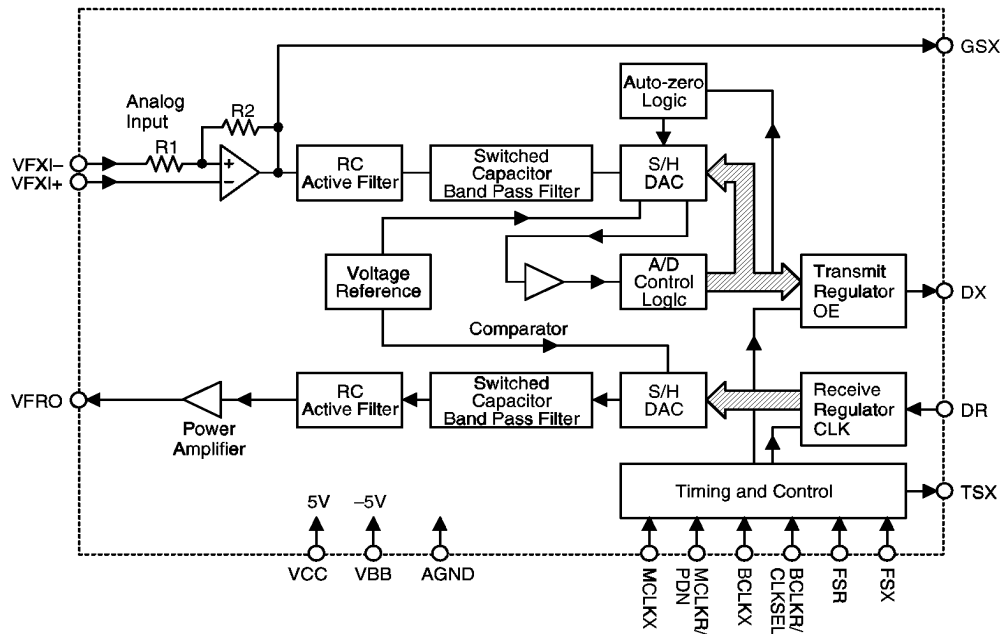 GSX
Auto-zero
Logic
Analog
Input
R2
R1
VFXI–
VFXI+
+
–
RC
Active Filter
Switched
Capacitor
Band Pass Filter
S/H
DAC
Voltage
Reference
A/D
Control
Logic
Transmit
Regulator
OE
DX
Comparator
VFRO
Power
Amplifier
RC
Active Filter
Switched
Capacitor
Band Pass Filter
S/H
DAC
Receive
Regulator
CLK
DR
Timing and Control
TSX
5V
–5V
VCC
VBB
AGND
MCLKX
MCLKR/
PDN
BCLKX
BCLKR/
CLKSEL
FSR
FSX